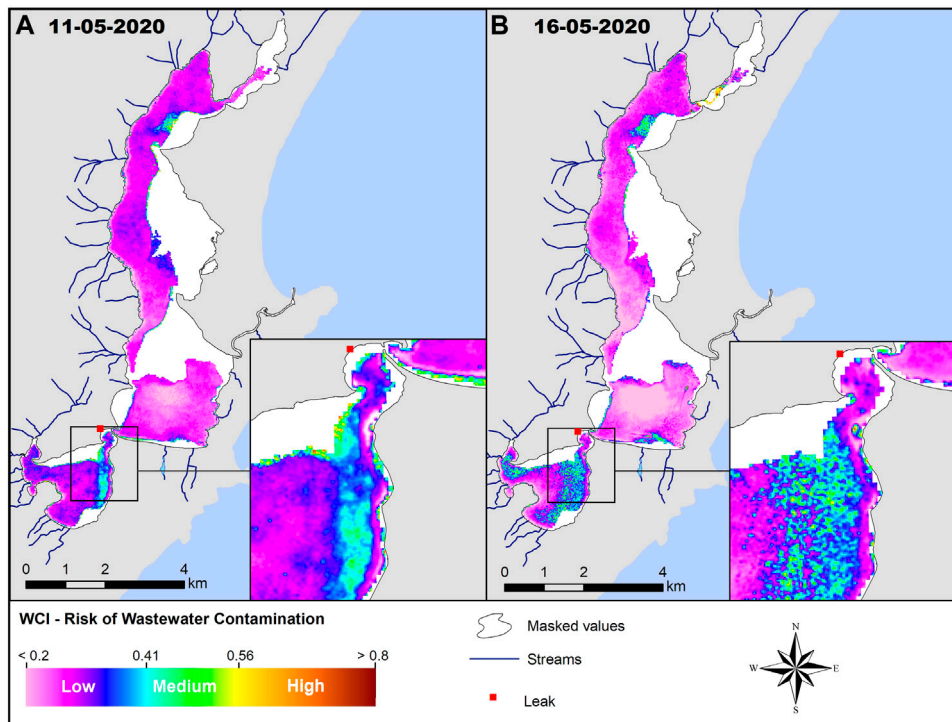 A 11-05-2020
B 16-05-2020
0 1 2 4
km
0 1 2 4
km
WCI - Risk of Wastewater Contamination
< 0.2 0.41 0.56 > 0.8
Low Medium High
Masked values
Streams
Leak
N
W E
S